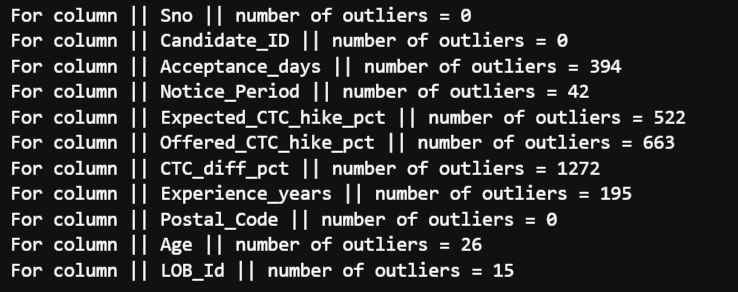 For column || Sno || number of outliers = 0
For column || Candidate_ID || number of outliers = 0
For column || Acceptance_days || number of outliers = 394
For column || Notice_Period || number of outliers = 42
For column || Expected_CTC_hike_pct || number of outliers = 522
For column || Offered_CTC_hike_pct || number of outliers = 663
For column || CTC_diff_pct || number of outliers = 1272
For column || Experience_years || number of outliers = 195
For column || Postal_Code || number of outliers = 0
For column || Age || number of outliers = 26
For column || LOB_Id || number of outliers = 15